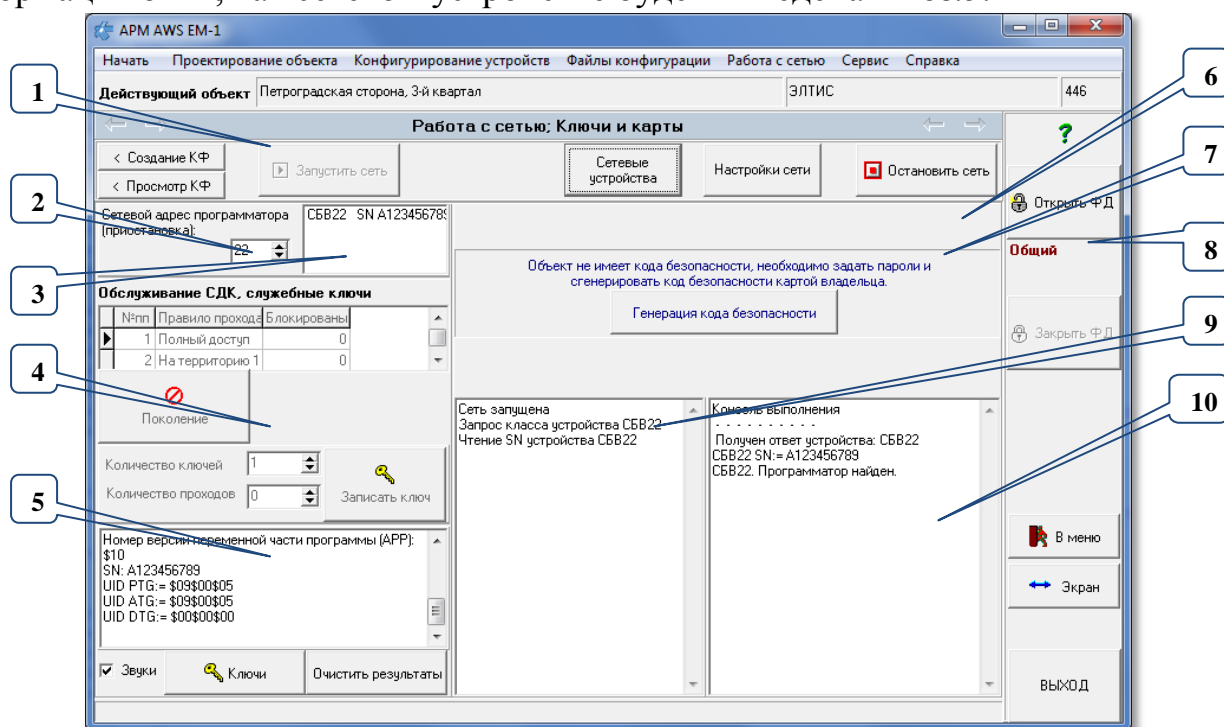 АРМ AWS EM-1
Начать Проектирование объекта Конфигурирование устройств Файлы конфигурации Работа с сетью Сервис Справка
Действующий объект Петроградская сторона, 3-й квартал ЭЛТИС 446
Работа с сетью; Ключи и карты
?
< Создание КФ
< Просмотр КФ
Запустить сеть
Сетевые
устройства
Настройки сети
Остановить сеть
Открыть ФД
Общий
Закрыть ФД
Сетевой адрес программатора
(приостановка):
22
СБВ22 SN A123456789
Объект не имеет кода безопасности, необходимо задать пароли и
сгенерировать код безопасности картой владельца.
Генерация кода безопасности
Обслуживание СДК, служебные ключи
№пп Правило прохода Блокированы
1 Полный доступ 0
2 На территорию 1 0
Поколение
Количество ключей 1
Количество проходов 0
Записать ключ
Сеть запущена
Запрос класса устройства СБВ22
Чтение SN устройства СБВ22
Консоль выполнения
- - - - - - - - - -
Получен ответ устройства: СБВ22
СБВ22 SN:= A123456789
СБВ22. Программатор найден.
Номер версии переменной части программы (APP):
$10
SN: A123456789
UID PTG:= $09$00$05
UID ATG:= $09$00$05
UID DTG:= $00$00$00
Звуки
Ключи
Очистить результаты
В меню
Экран
ВЫХОД
1
2
3
4
5
6
7
8
9
10